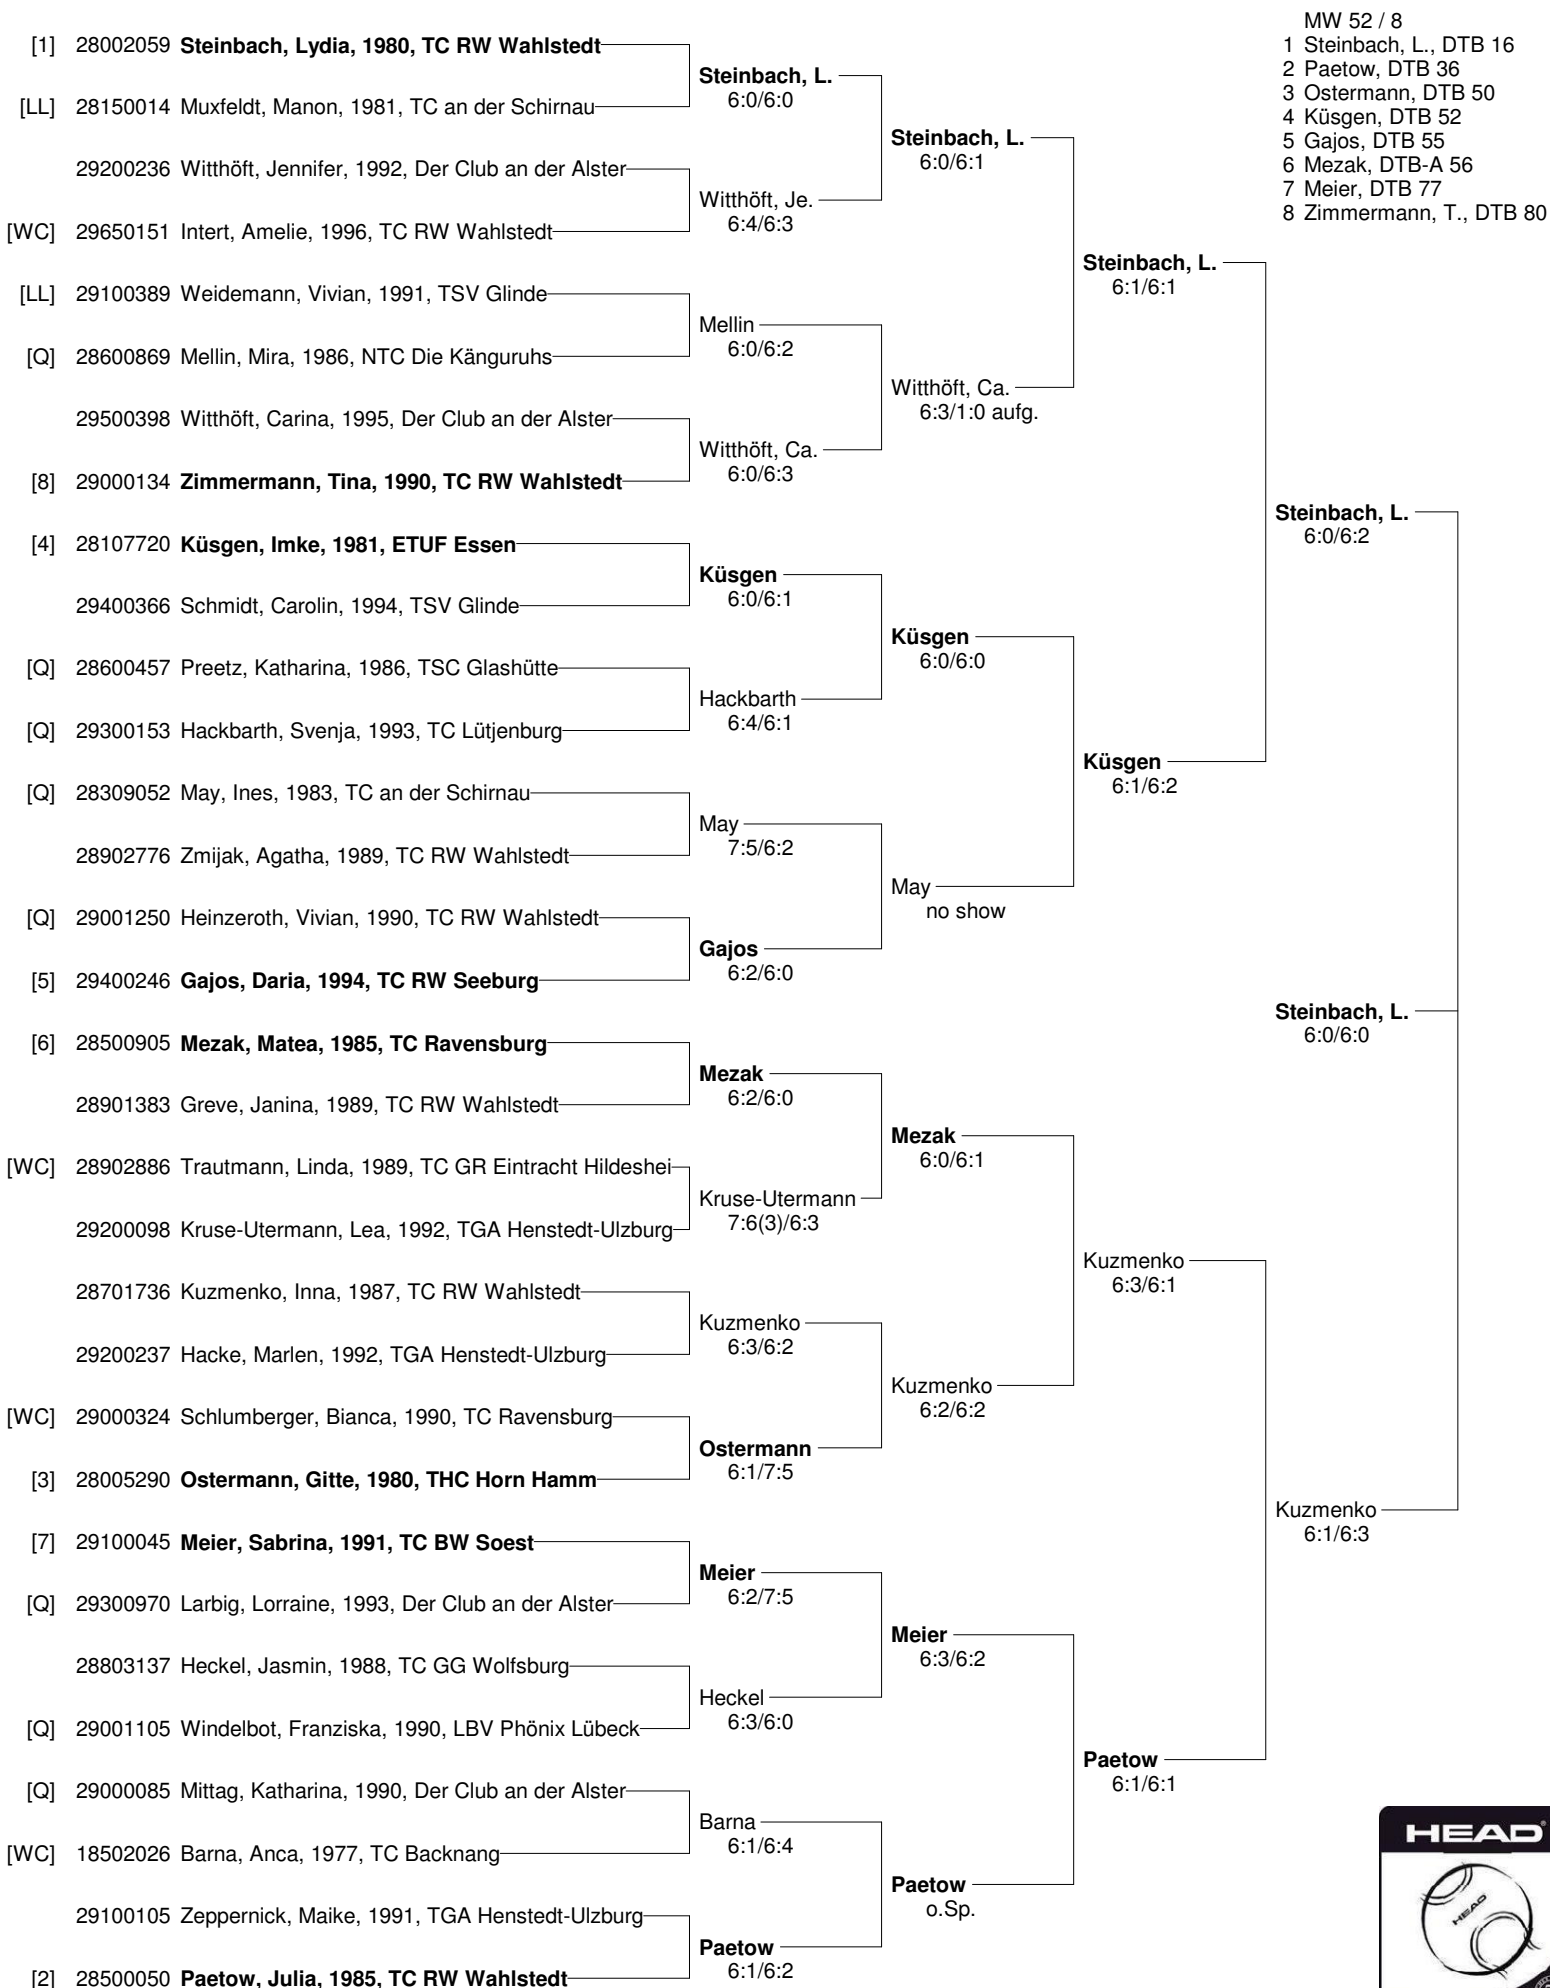 MW 52 / 8
1 Steinbach, L., DTB 16
2 Paetow, DTB 36
3 Ostermann, DTB 50
4 Küsgen, DTB 52
5 Gajos, DTB 55
6 Mezak, DTB-A 56
7 Meier, DTB 77
8 Zimmermann, T., DTB 80
[1] 28002059 Steinbach, Lydia, 1980, TC RW Wahlstedt
[LL] 28150014 Muxfeldt, Manon, 1981, TC an der Schirnau
29200236 Witthöft, Jennifer, 1992, Der Club an der Alster
[WC] 29650151 Intert, Amelie, 1996, TC RW Wahlstedt
[LL] 29100389 Weidemann, Vivian, 1991, TSV Glinde
[Q] 28600869 Mellin, Mira, 1986, NTC Die Känguruhs
29500398 Witthöft, Carina, 1995, Der Club an der Alster
[8] 29000134 Zimmermann, Tina, 1990, TC RW Wahlstedt
[4] 28107720 Küsgen, Imke, 1981, ETUF Essen
29400366 Schmidt, Carolin, 1994, TSV Glinde
[Q] 28600457 Preetz, Katharina, 1986, TSC Glashütte
[Q] 29300153 Hackbarth, Svenja, 1993, TC Lütjenburg
[Q] 28309052 May, Ines, 1983, TC an der Schirnau
28902776 Zmijak, Agatha, 1989, TC RW Wahlstedt
[Q] 29001250 Heinzeroth, Vivian, 1990, TC RW Wahlstedt
[5] 29400246 Gajos, Daria, 1994, TC RW Seeburg
[6] 28500905 Mezak, Matea, 1985, TC Ravensburg
28901383 Greve, Janina, 1989, TC RW Wahlstedt
[WC] 28902886 Trautmann, Linda, 1989, TC GR Eintracht Hildeshei
29200098 Kruse-Utermann, Lea, 1992, TGA Henstedt-Ulzburg
28701736 Kuzmenko, Inna, 1987, TC RW Wahlstedt
29200237 Hacke, Marlen, 1992, TGA Henstedt-Ulzburg
[WC] 29000324 Schlumberger, Bianca, 1990, TC Ravensburg
[3] 28005290 Ostermann, Gitte, 1980, THC Horn Hamm
[7] 29100045 Meier, Sabrina, 1991, TC BW Soest
[Q] 29300970 Larbig, Lorraine, 1993, Der Club an der Alster
28803137 Heckel, Jasmin, 1988, TC GG Wolfsburg
[Q] 29001105 Windelbot, Franziska, 1990, LBV Phönix Lübeck
[Q] 29000085 Mittag, Katharina, 1990, Der Club an der Alster
[WC] 18502026 Barna, Anca, 1977, TC Backnang
29100105 Zeppernick, Maike, 1991, TGA Henstedt-Ulzburg
[2] 28500050 Paetow, Julia, 1985, TC RW Wahlstedt
Steinbach, L.
6:0/6:0
Witthöft, Je.
6:4/6:3
Mellin
6:0/6:2
Witthöft, Ca.
6:0/6:3
Küsgen
6:0/6:1
Hackbarth
6:4/6:1
May
7:5/6:2
Gajos
6:2/6:0
Mezak
6:2/6:0
Kruse-Utermann
7:6(3)/6:3
Kuzmenko
6:3/6:2
Ostermann
6:1/7:5
Meier
6:2/7:5
Heckel
6:3/6:0
Barna
6:1/6:4
Paetow
6:1/6:2
Steinbach, L.
6:0/6:1
Witthöft, Ca.
6:3/1:0 aufg.
Küsgen
6:0/6:0
May
no show
Mezak
6:0/6:1
Kuzmenko
6:2/6:2
Meier
6:3/6:2
Paetow
o.Sp.
Steinbach, L.
6:1/6:1
Küsgen
6:1/6:2
Kuzmenko
6:3/6:1
Paetow
6:1/6:1
Steinbach, L.
6:0/6:2
Kuzmenko
6:1/6:3
Steinbach, L.
6:0/6:0
HEAD
HEAD